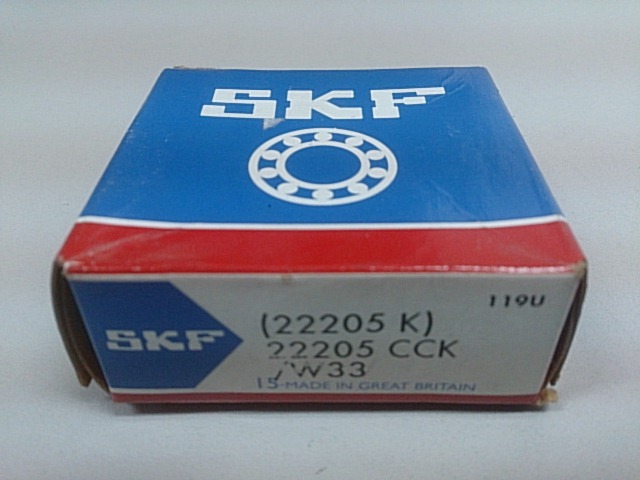 SKF
119U
SKF
(22205 K)
22205 CCK
/W33
15-MADE IN GREAT BRITAIN